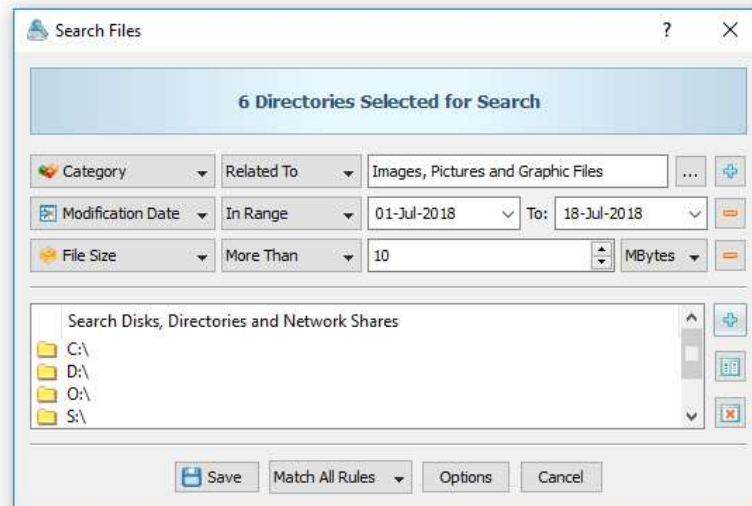 Search Files ?
6 Directories Selected for Search
Category Related To Images, Pictures and Graphic Files ...
Modification Date In Range 01-Jul-2018 To: 18-Jul-2018
File Size More Than 10 MBytes
Search Disks, Directories and Network Shares
C:\
D:\
O:\
S:\
Save Match All Rules Options Cancel